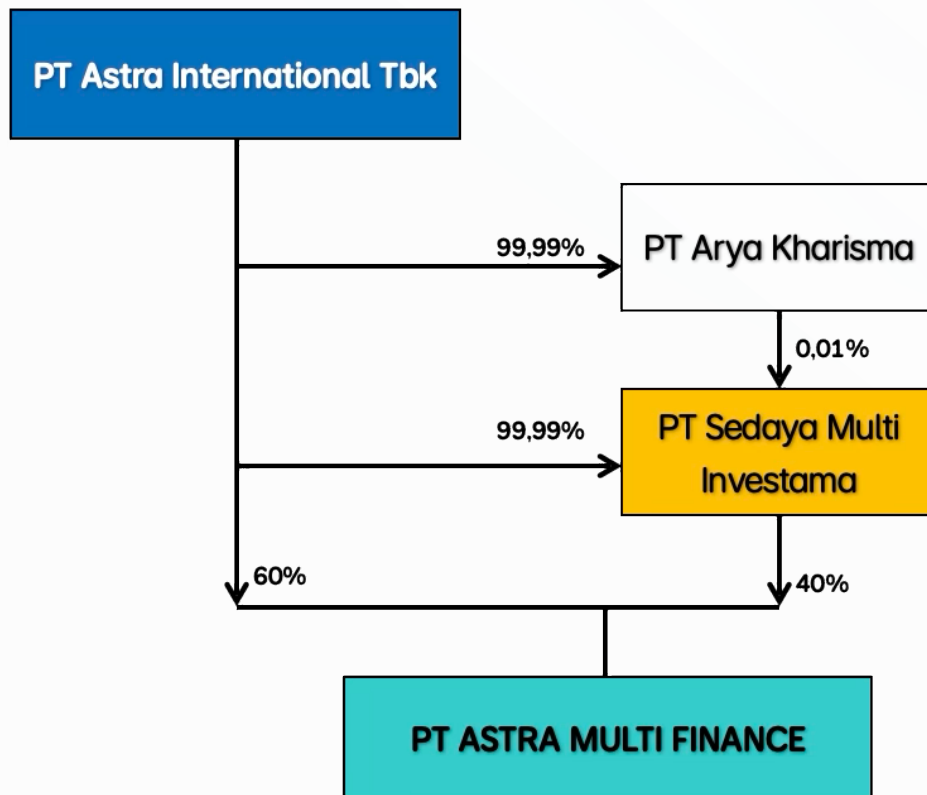 PT Astra International Tbk
99,99%
PT Arya Kharisma
0,01%
99,99%
PT Sedaya Multi
Investama
60%
40%
PT ASTRA MULTI FINANCE